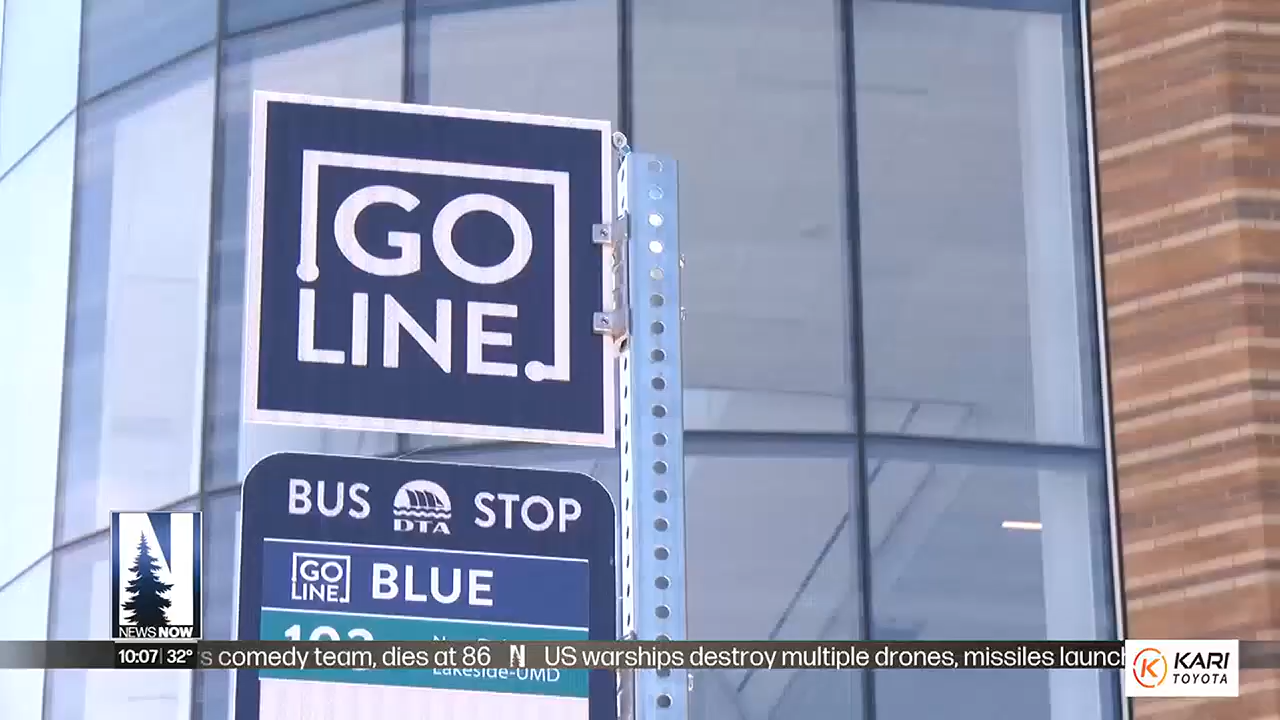 GO
LINE
BUS DTA STOP
GO
LINE
BLUE
Lakeside-UMD
N
NEWS NOW
10:07 32° s comedy team, dies at 86 N US warships destroy multiple drones, missiles launch
K KARI
TOYOTA